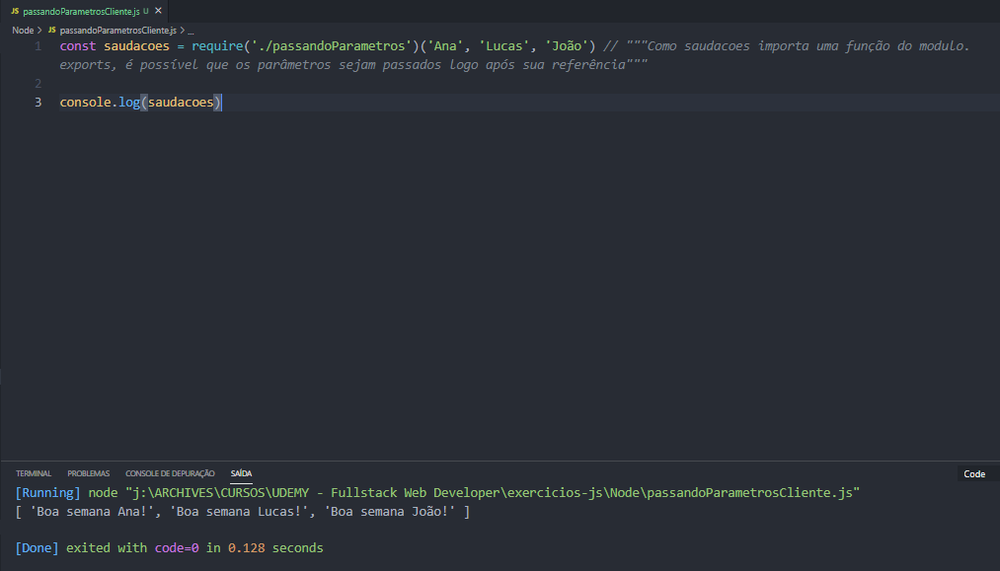 JS passandoParametrosCliente.js U ×
Node > JS passandoParametrosCliente.js > ...
1 const saudacoes = require('./passandoParametros')('Ana', 'Lucas', 'João') // """Como saudacoes importa uma função do modulo.
exports, é possível que os parâmetros sejam passados logo após sua referência"""
2
3 console.log(saudacoes)
TERMINAL PROBLEMAS CONSOLE DE DEPURAÇÃO SAÍDA Code
[Running] node "j:\ARCHIVES\CURSOS\UDEMY - Fullstack Web Developer\exercicios-js\Node\passandoParametrosCliente.js"
[ 'Boa semana Ana!', 'Boa semana Lucas!', 'Boa semana João!' ]
[Done] exited with code=0 in 0.128 seconds